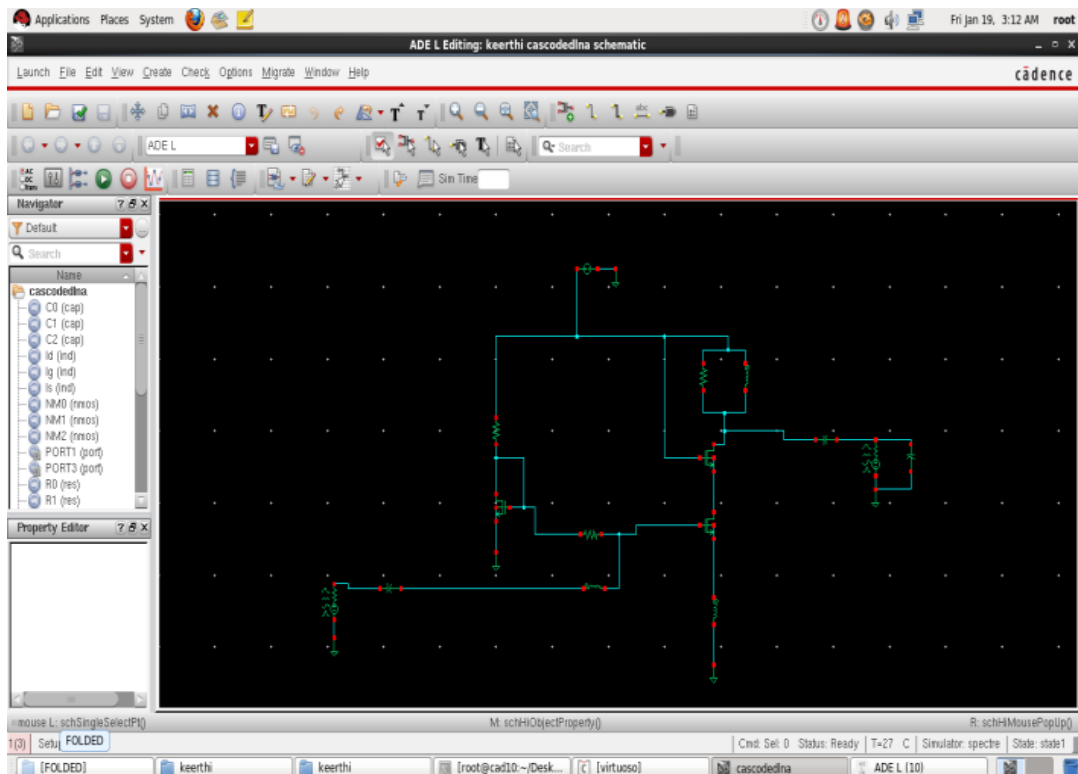 Applications Places System Fri Jan 19, 3:12 AM root
ADE L Editing: keerthi cascodedlna schematic
Launch File Edit View Create Check Options Migrate Window Help cādence
ADE L Search
Sim Time
Navigator
Default
Search
Name
cascodedlna
C0 (cap)
C1 (cap)
C2 (cap)
ld (ind)
lg (ind)
ls (ind)
NM0 (nmos)
NM1 (nmos)
NM2 (nmos)
PORT1 (port)
PORT3 (port)
R0 (res)
R1 (res)
Property Editor
mouse L: schSingleSelectPt() M: schHiObjectProperty() R: schHiMousePopUp()
1(3) FOLDED Cmd: Sel: 0 Status: Ready T=27 C Simulator: spectre State: state1
[FOLDED] keerthi keerthi [root@cad10:~/Desk... [virtuoso] cascodedlna ADE L (10)